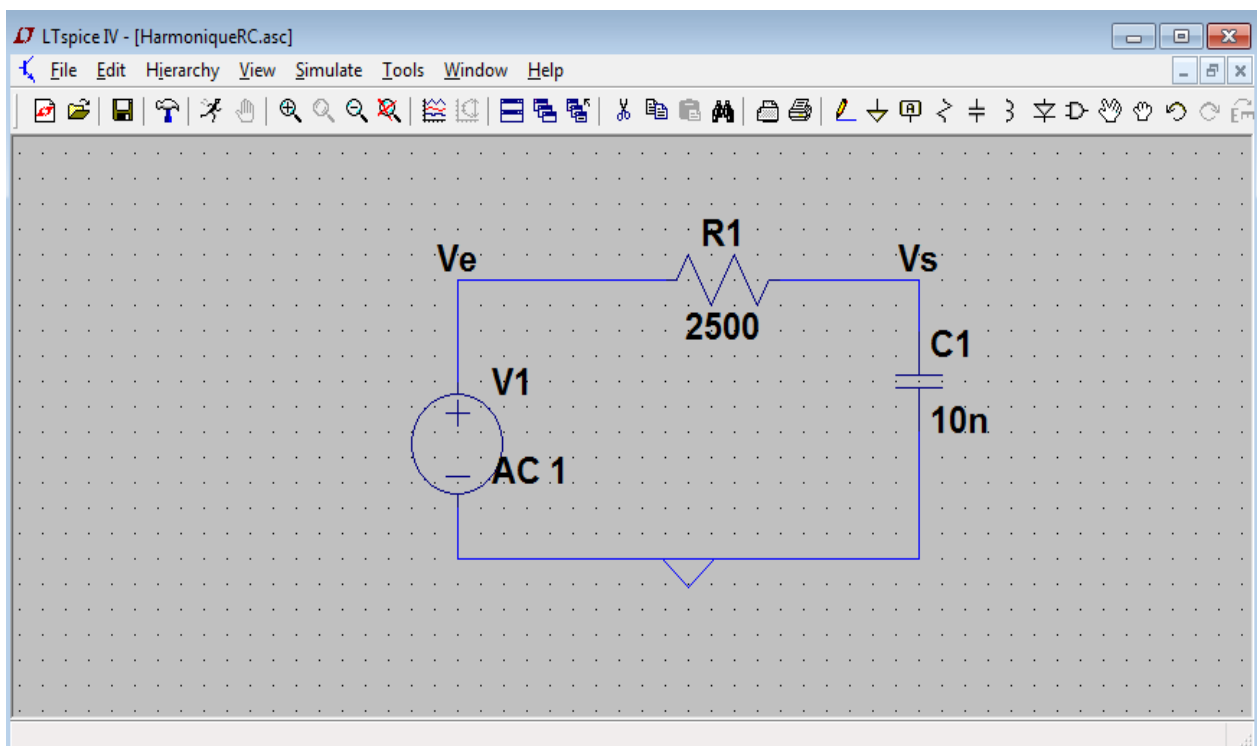 LTspice IV - [HarmoniqueRC.asc]
File Edit Hierarchy View Simulate Tools Window Help
R1
Ve
Vs
2500
C1
V1
10n
AC 1